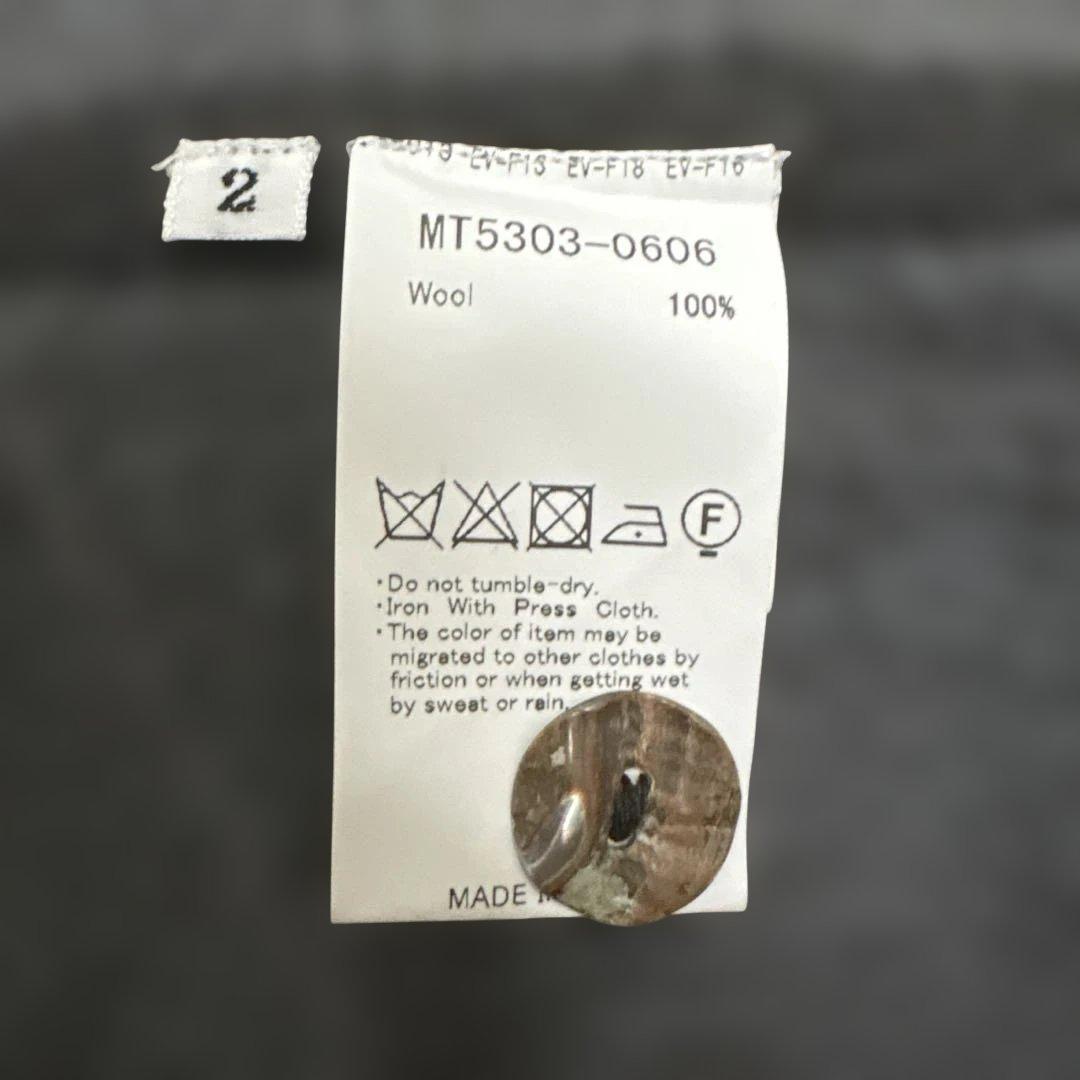 2
EV-F18 EV-F16
MT5303-0606
Wool 100%
F
・Do not tumble-dry.
・Iron With Press Cloth.
・The color of item may be
migrated to other clothes by
friction or when getting wet
by sweat or rain.
MADE